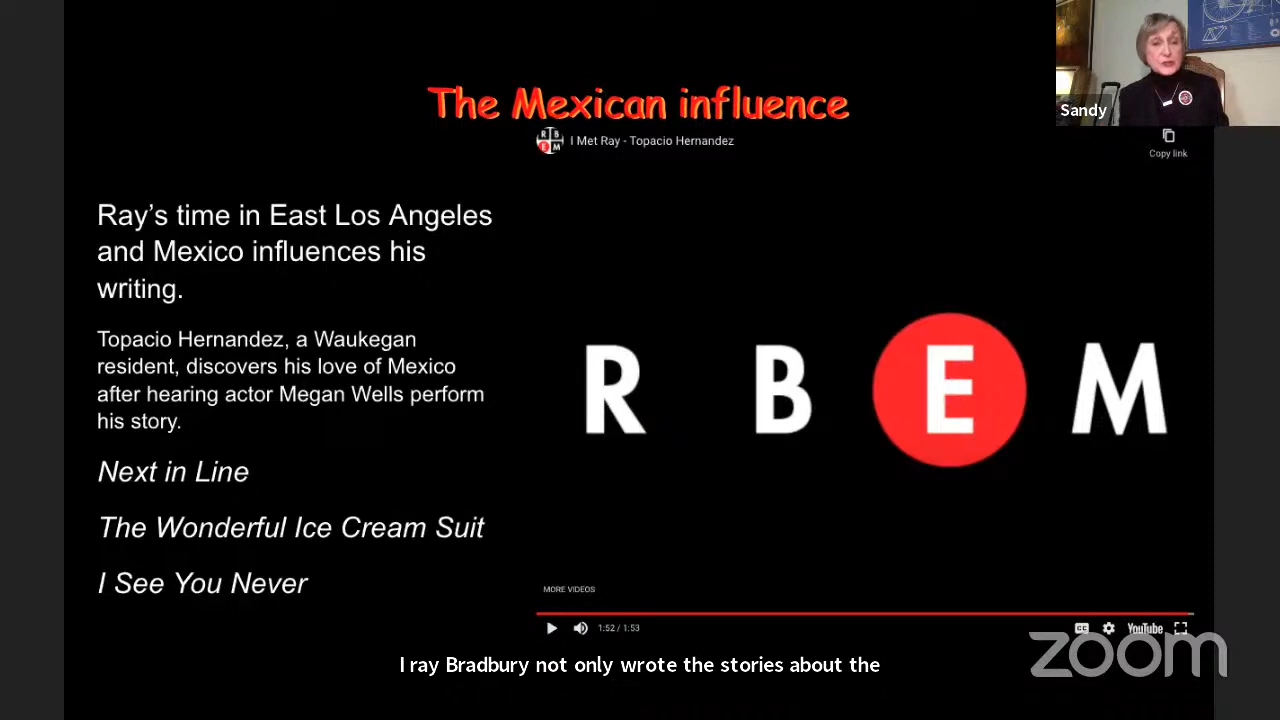 The Mexican influence
Sandy
R B E M
I Met Ray - Topacio Hernandez
Copy link
Ray's time in East Los Angeles
and Mexico influences his
writing.
Topacio Hernandez, a Waukegan
resident, discovers his love of Mexico
after hearing actor Megan Wells perform
his story.
Next in Line
The Wonderful Ice Cream Suit
I See You Never
R B E M
MORE VIDEOS
1:52 / 1:53
CC
YouTube
zoom
I ray Bradbury not only wrote the stories about the